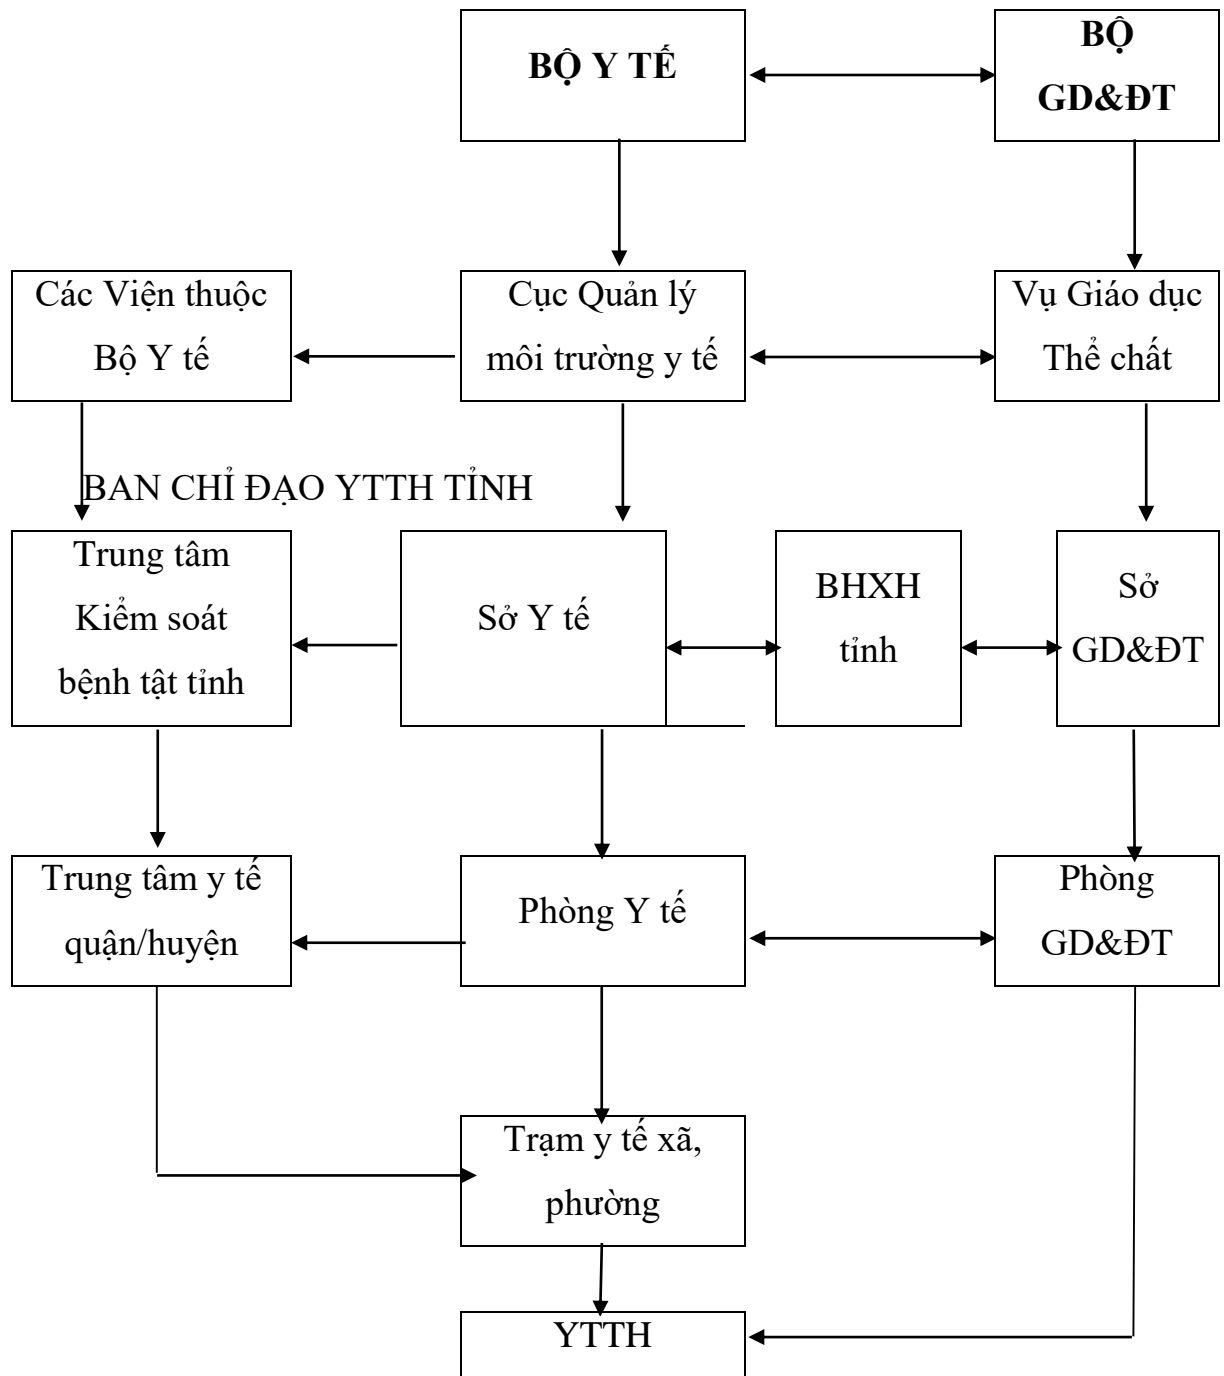 BỘ Y TẾ
BỘ
GD&ĐT
Các Viện thuộc
Bộ Y tế
Cục Quản lý
môi trường y tế
Vụ Giáo dục
Thể chất
BAN CHỈ ĐẠO YTTH TỈNH
Trung tâm
Kiểm soát
bệnh tật tỉnh
Sở Y tế
BHXH
tỉnh
Sở
GD&ĐT
Trung tâm y tế
quận/huyện
Phòng Y tế
Phòng
GD&ĐT
Trạm y tế xã,
phường
YTTH